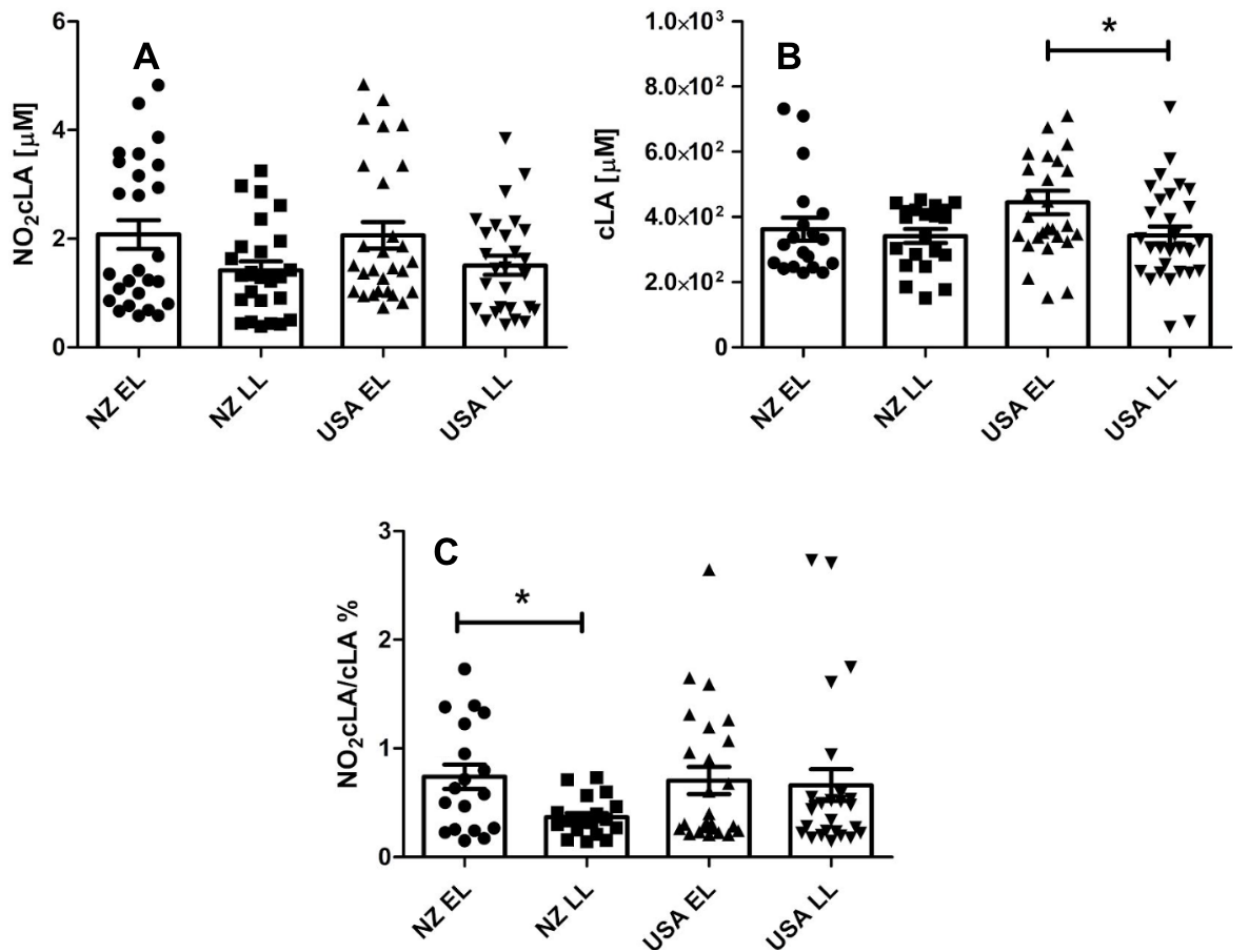 A
NO₂cLA [μM]
6
4
2
0
NZ EL
NZ LL
USA EL
USA LL
B
*
cLA [μM]
1.0×10³
8.0×10²
6.0×10²
4.0×10²
2.0×10²
0
NZ EL
NZ LL
USA EL
USA LL
C
*
NO₂cLA/cLA %
3
2
1
0
NZ EL
NZ LL
USA EL
USA LL